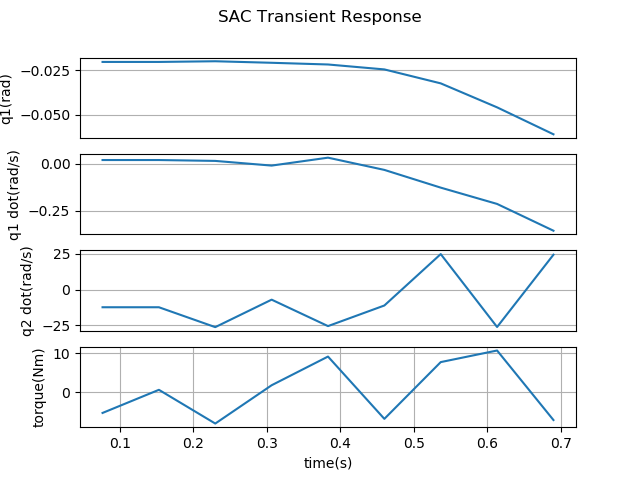 SAC Transient Response
−0.025
−0.050
q1(rad)
0.00
−0.25
q1 dot(rad/s)
25
0
−25
q2 dot(rad/s)
10
0
torque(Nm)
0.1 0.2 0.3 0.4 0.5 0.6 0.7
time(s)